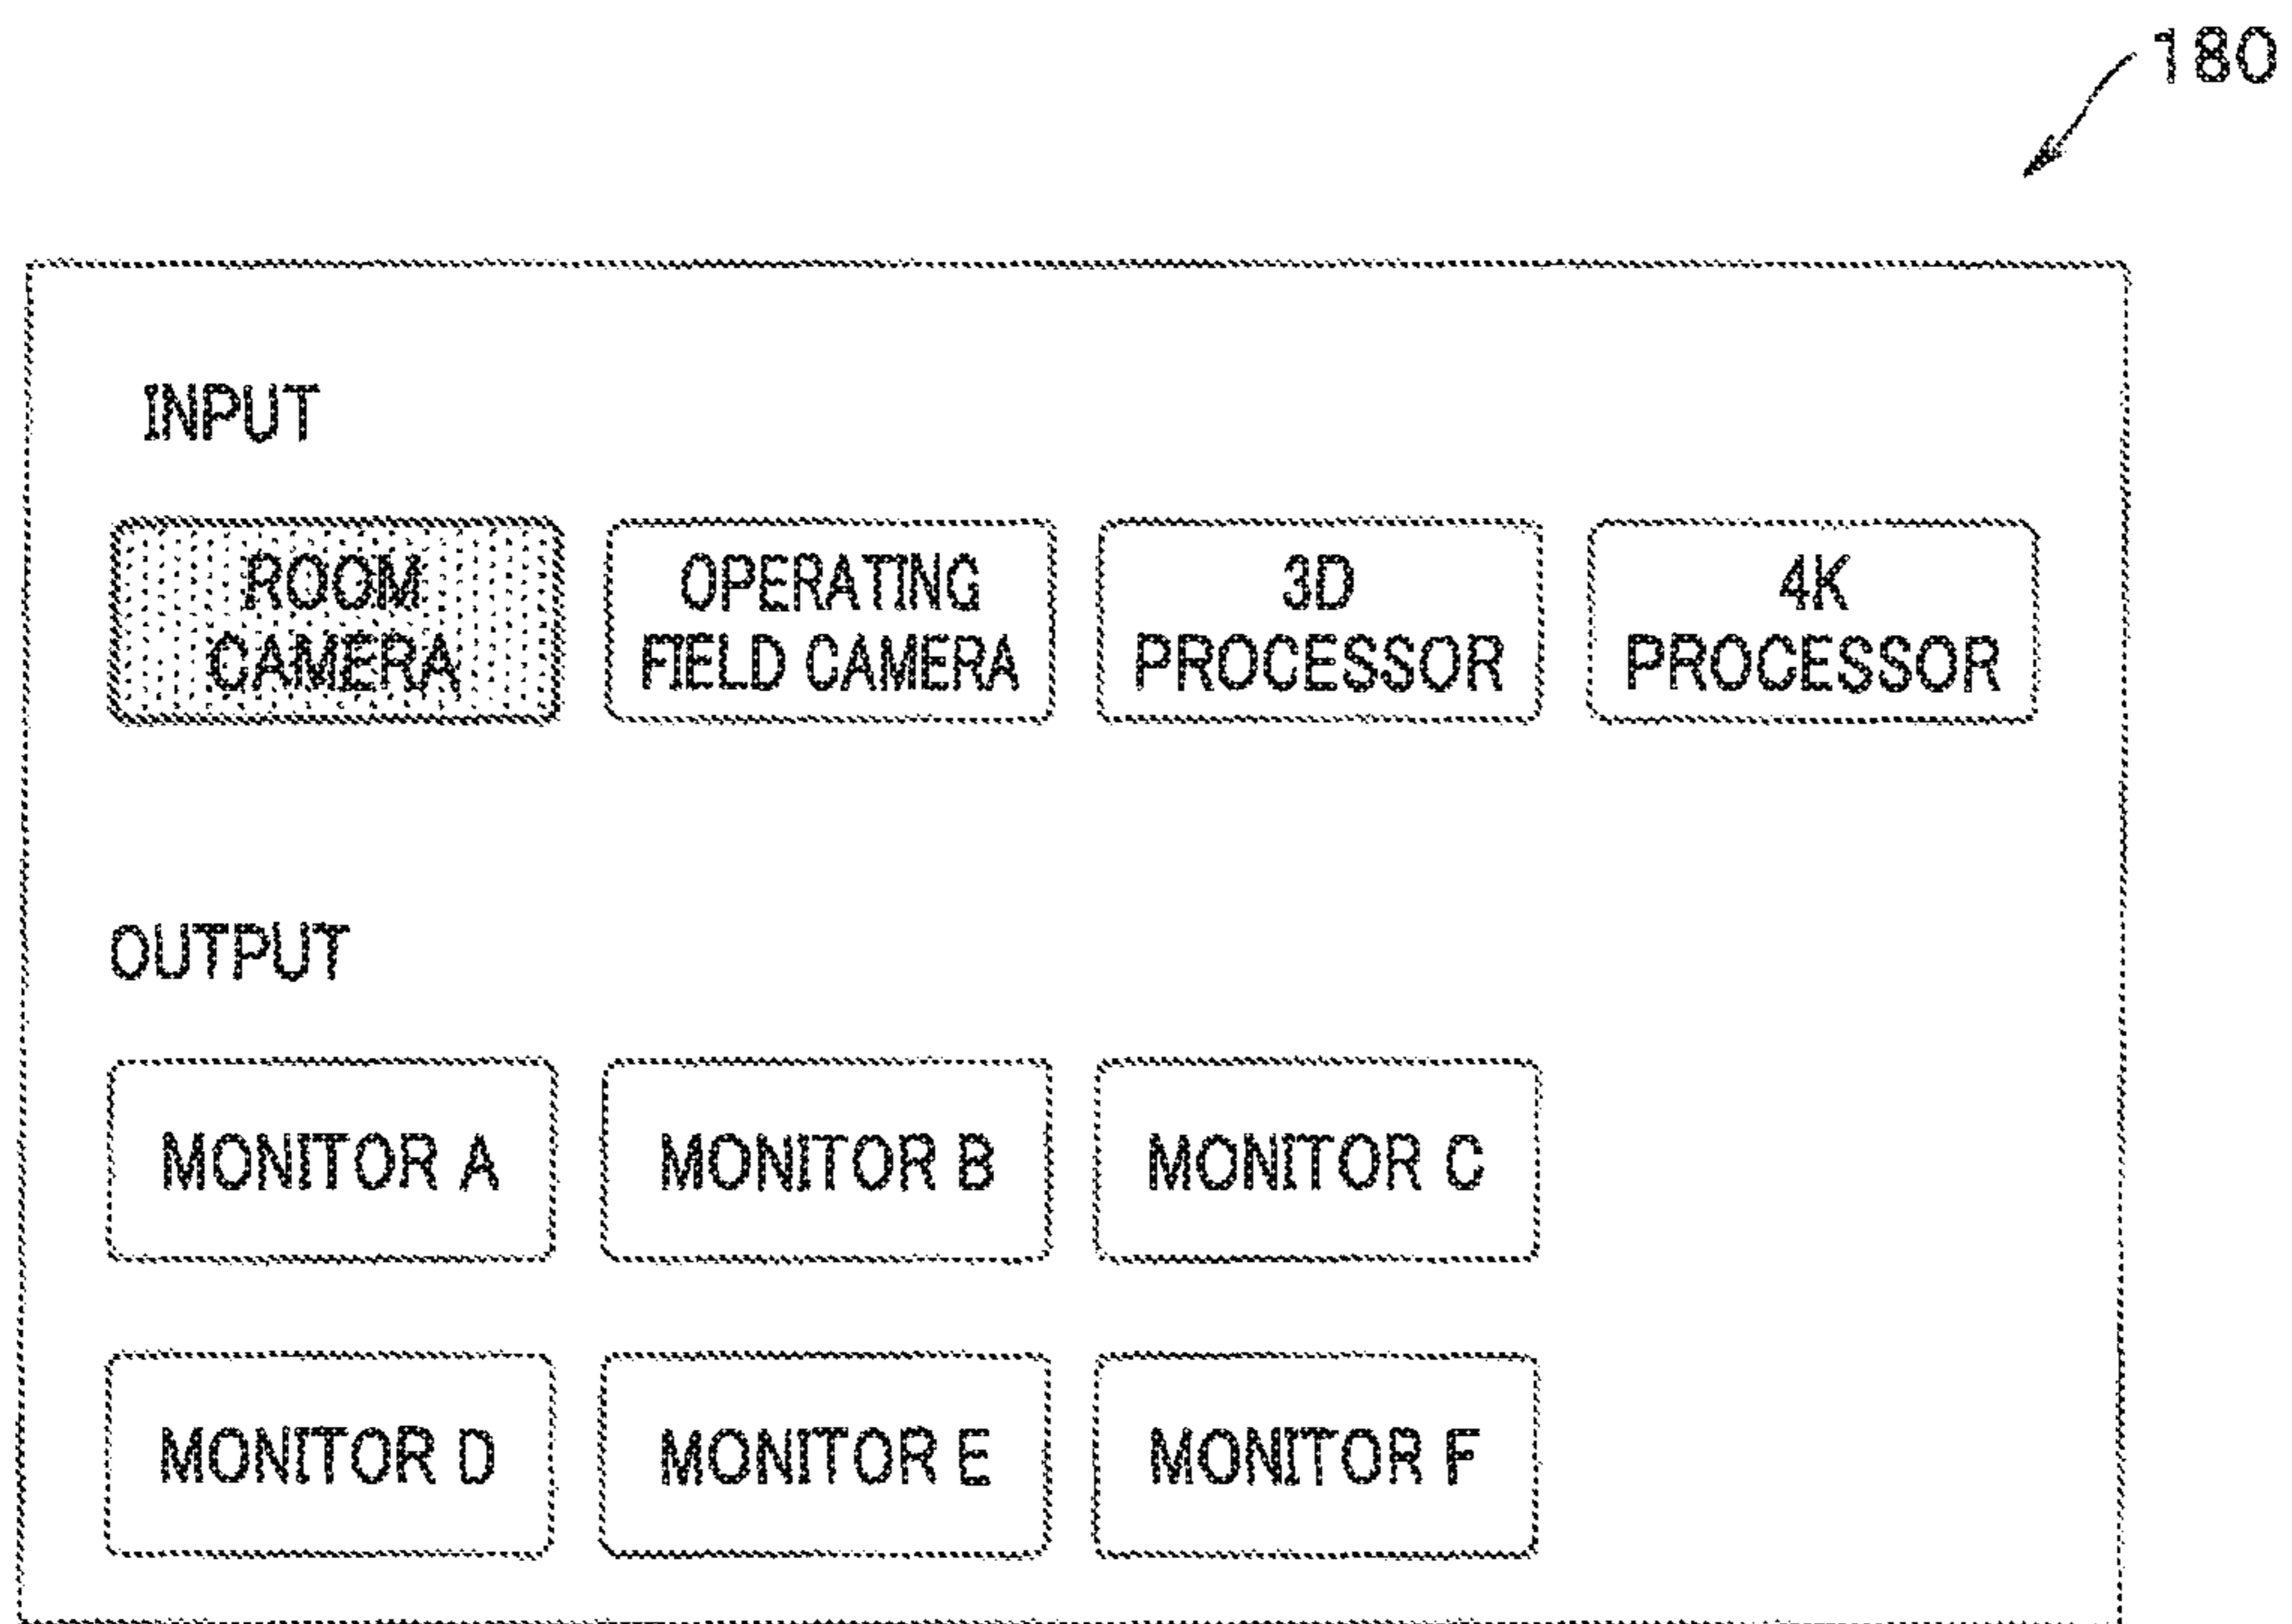 180
INPUT
ROOM
CAMERA
OPERATING
FIELD CAMERA
3D
PROCESSOR
4K
PROCESSOR
OUTPUT
MONITOR A
MONITOR B
MONITOR C
MONITOR D
MONITOR E
MONITOR F